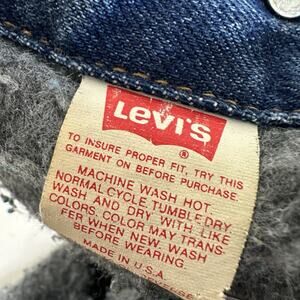 Levi's
®
TO INSURE PROPER FIT, TRY THIS
GARMENT ON BEFORE PURCHASE.
MACHINE WASH HOT.
NORMAL CYCLE. TUMBLE DRY.
WASH AND DRY WITH LIKE
COLORS. COLOR MAY TRANS-
FER WHEN NEW. WASH
BEFORE WEARING.
MADE IN U.S.A.